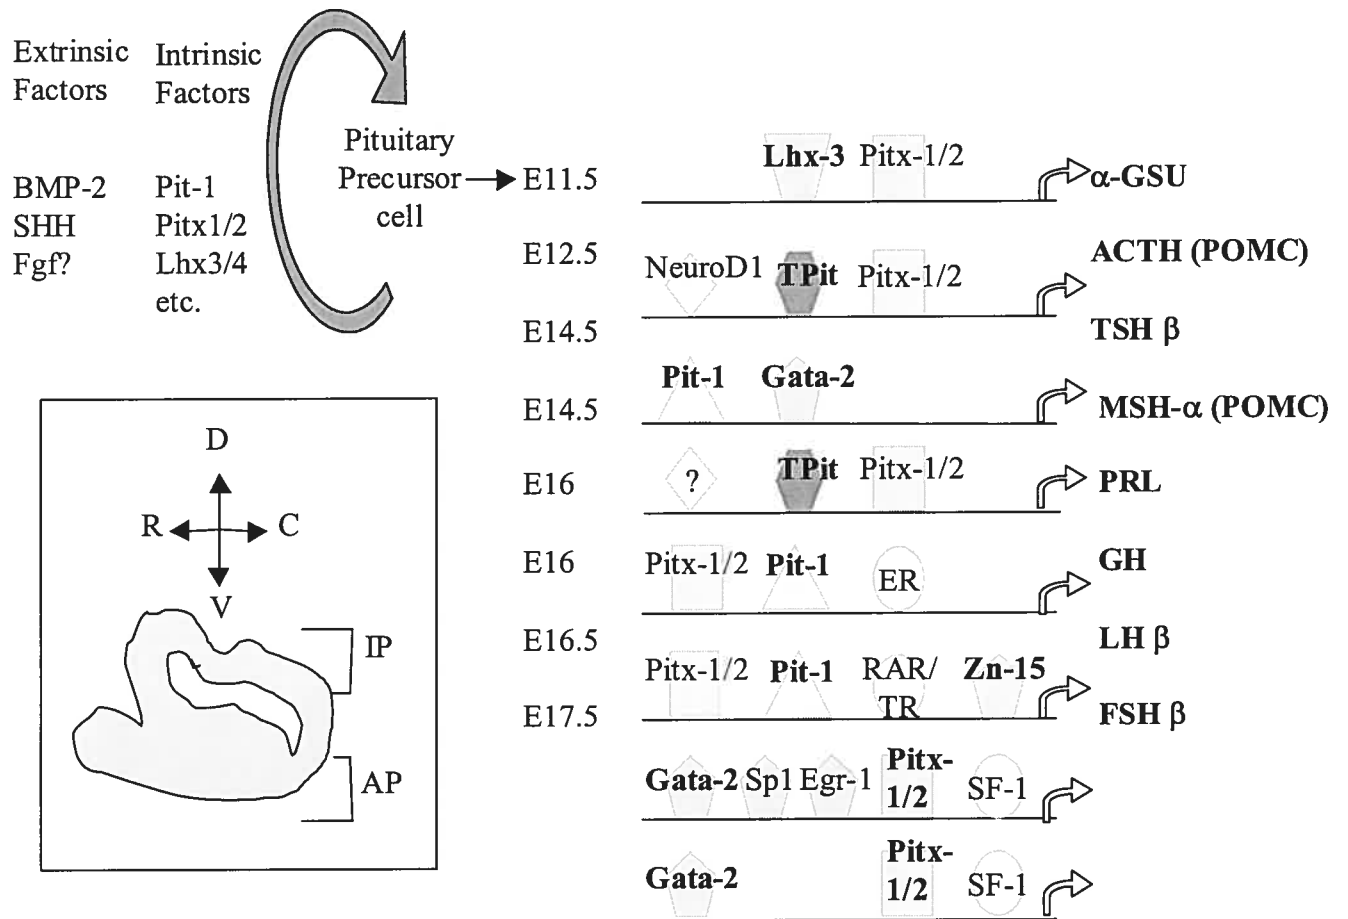 Extrinsic Factors
Intrinsic Factors
BMP-2
SHH
Fgf?
Pit-1
Pitx1/2
Lhx3/4
etc.
Pituitary
Precursor
cell
E11.5
Lhx-3 Pitx-1/2
α-GSU
E12.5
NeuroD1 TPit Pitx-1/2
ACTH (POMC)
E14.5
TSH β
Pit-1 Gata-2
E14.5
MSH-α (POMC)
? TPit Pitx-1/2
E16
PRL
E16
Pitx-1/2 Pit-1 ER
GH
E16.5
LH β
Pitx-1/2 Pit-1 RAR/
TR
Zn-15
E17.5
FSH β
Gata-2 Sp1 Egr-1 Pitx-
1/2
SF-1
Gata-2 Pitx-
1/2
SF-1
D
R C
V
IP
AP